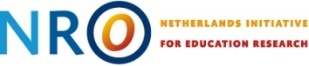 NRO NETHERLANDS INITIATIVE
FOR EDUCATION RESEARCH